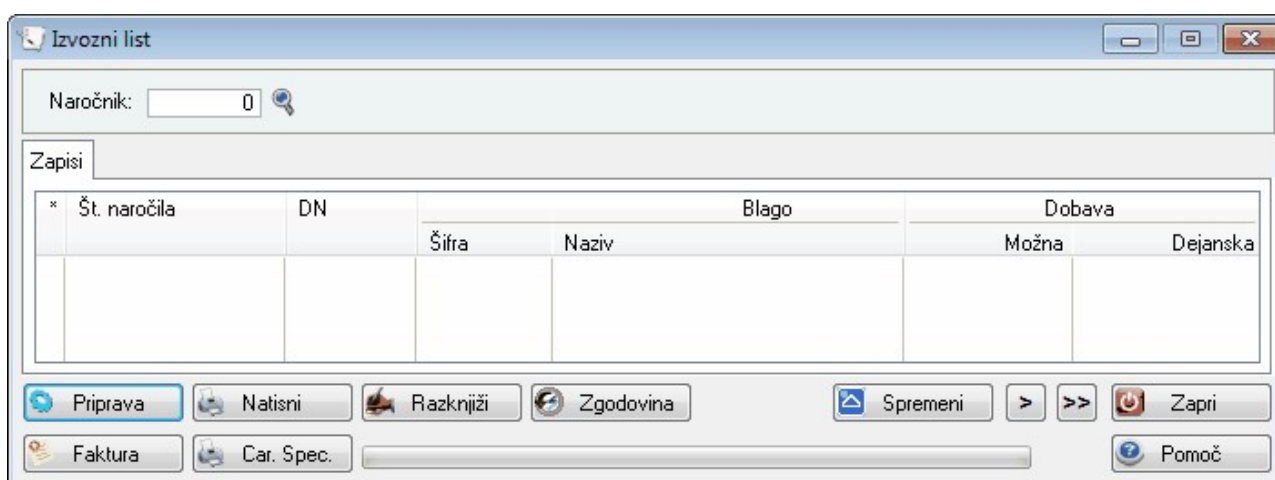 Izvozni list
Naročnik: 0
Zapisi
* Št. naročila DN Blago Dobava
Šifra Naziv Možna Dejanska
Priprava Natisni Razknjiži Zgodovina Spremeni > >> Zapri
Faktura Car. Spec. Pomoč